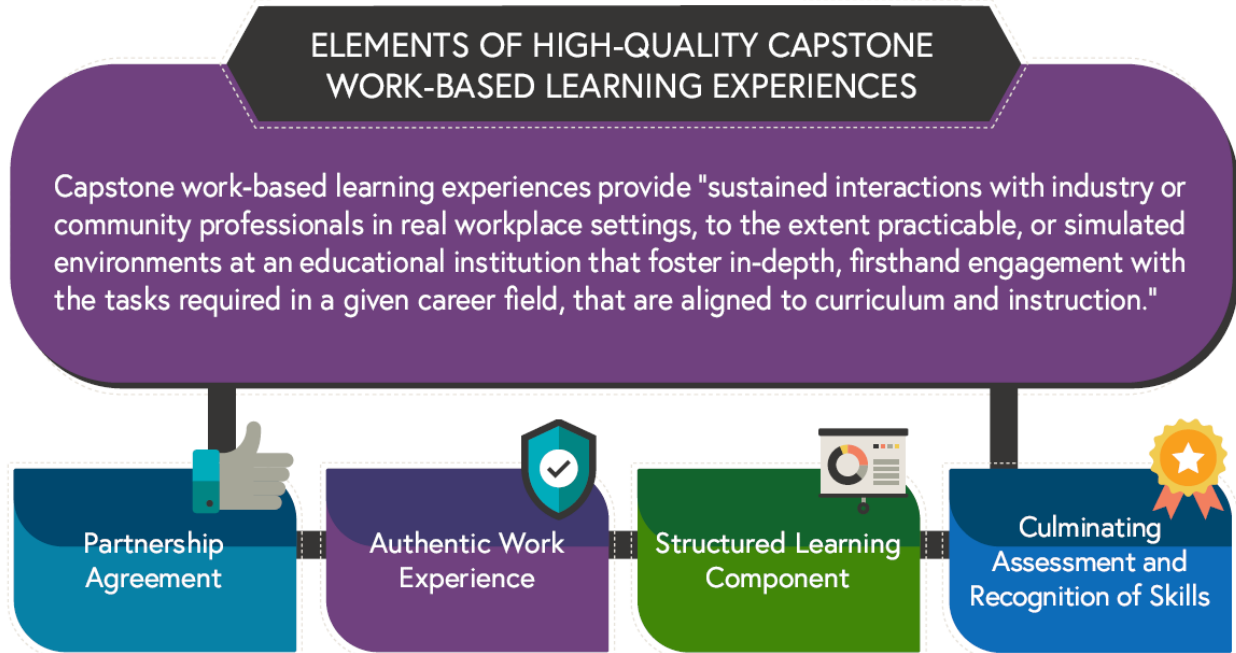 ELEMENTS OF HIGH-QUALITY CAPSTONE
WORK-BASED LEARNING EXPERIENCES
Capstone work-based learning experiences provide "sustained interactions with industry or
community professionals in real workplace settings, to the extent practicable, or simulated
environments at an educational institution that foster in-depth, firsthand engagement with
the tasks required in a given career field, that are aligned to curriculum and instruction."
Partnership
Agreement
Authentic Work
Experience
Structured Learning
Component
Culminating
Assessment and
Recognition of Skills